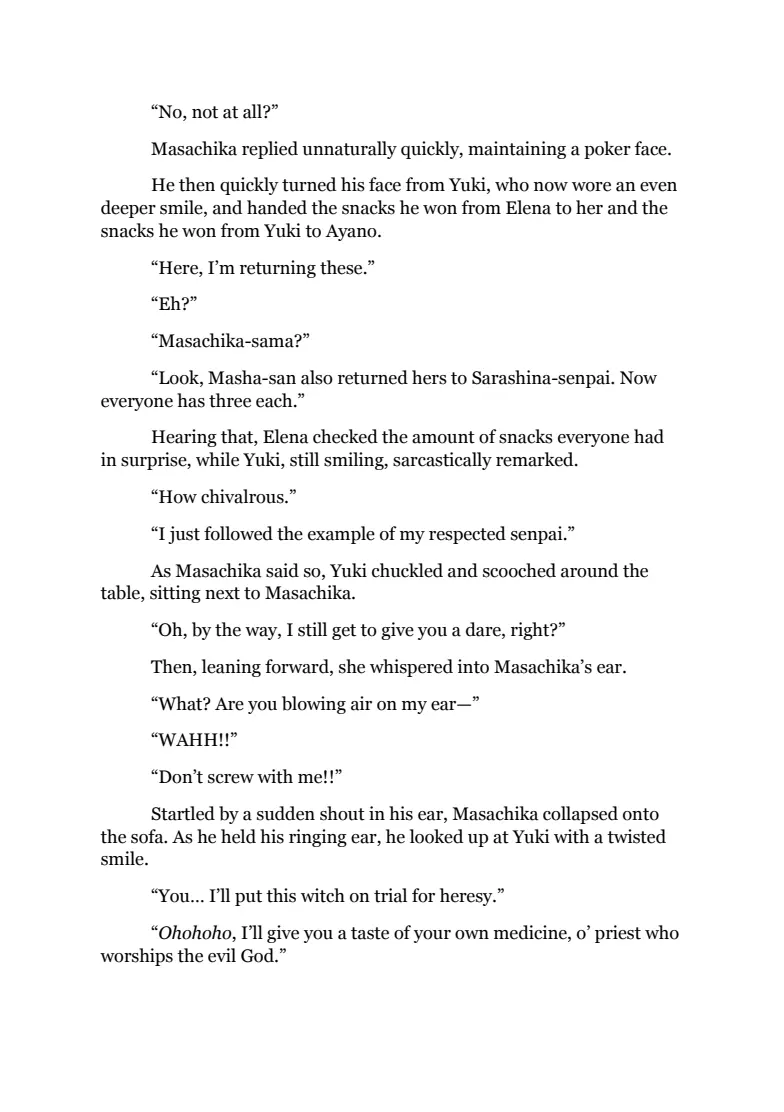 “No, not at all?”
Masachika replied unnaturally quickly, maintaining a poker face.
He then quickly turned his face from Yuki, who now wore an even
deeper smile, and handed the snacks he won from Elena to her and the
snacks he won from Yuki to Ayano.
“Here, I’m returning these.”
“Eh?”
“Masachika-sama?”
“Look, Masha-san also returned hers to Sarashina-senpai. Now
everyone has three each.”
Hearing that, Elena checked the amount of snacks everyone had
in surprise, while Yuki, still smiling, sarcastically remarked.
“How chivalrous.”
“I just followed the example of my respected senpai.”
As Masachika said so, Yuki chuckled and scooched around the
table, sitting next to Masachika.
“Oh, by the way, I still get to give you a dare, right?”
Then, leaning forward, she whispered into Masachika’s ear.
“What? Are you blowing air on my ear—”
“WAHH!!”
“Don’t screw with me!!”
Startled by a sudden shout in his ear, Masachika collapsed onto
the sofa. As he held his ringing ear, he looked up at Yuki with a twisted
smile.
“You… I’ll put this witch on trial for heresy.”
“Ohohoho, I’ll give you a taste of your own medicine, o’ priest who
worships the evil God.”